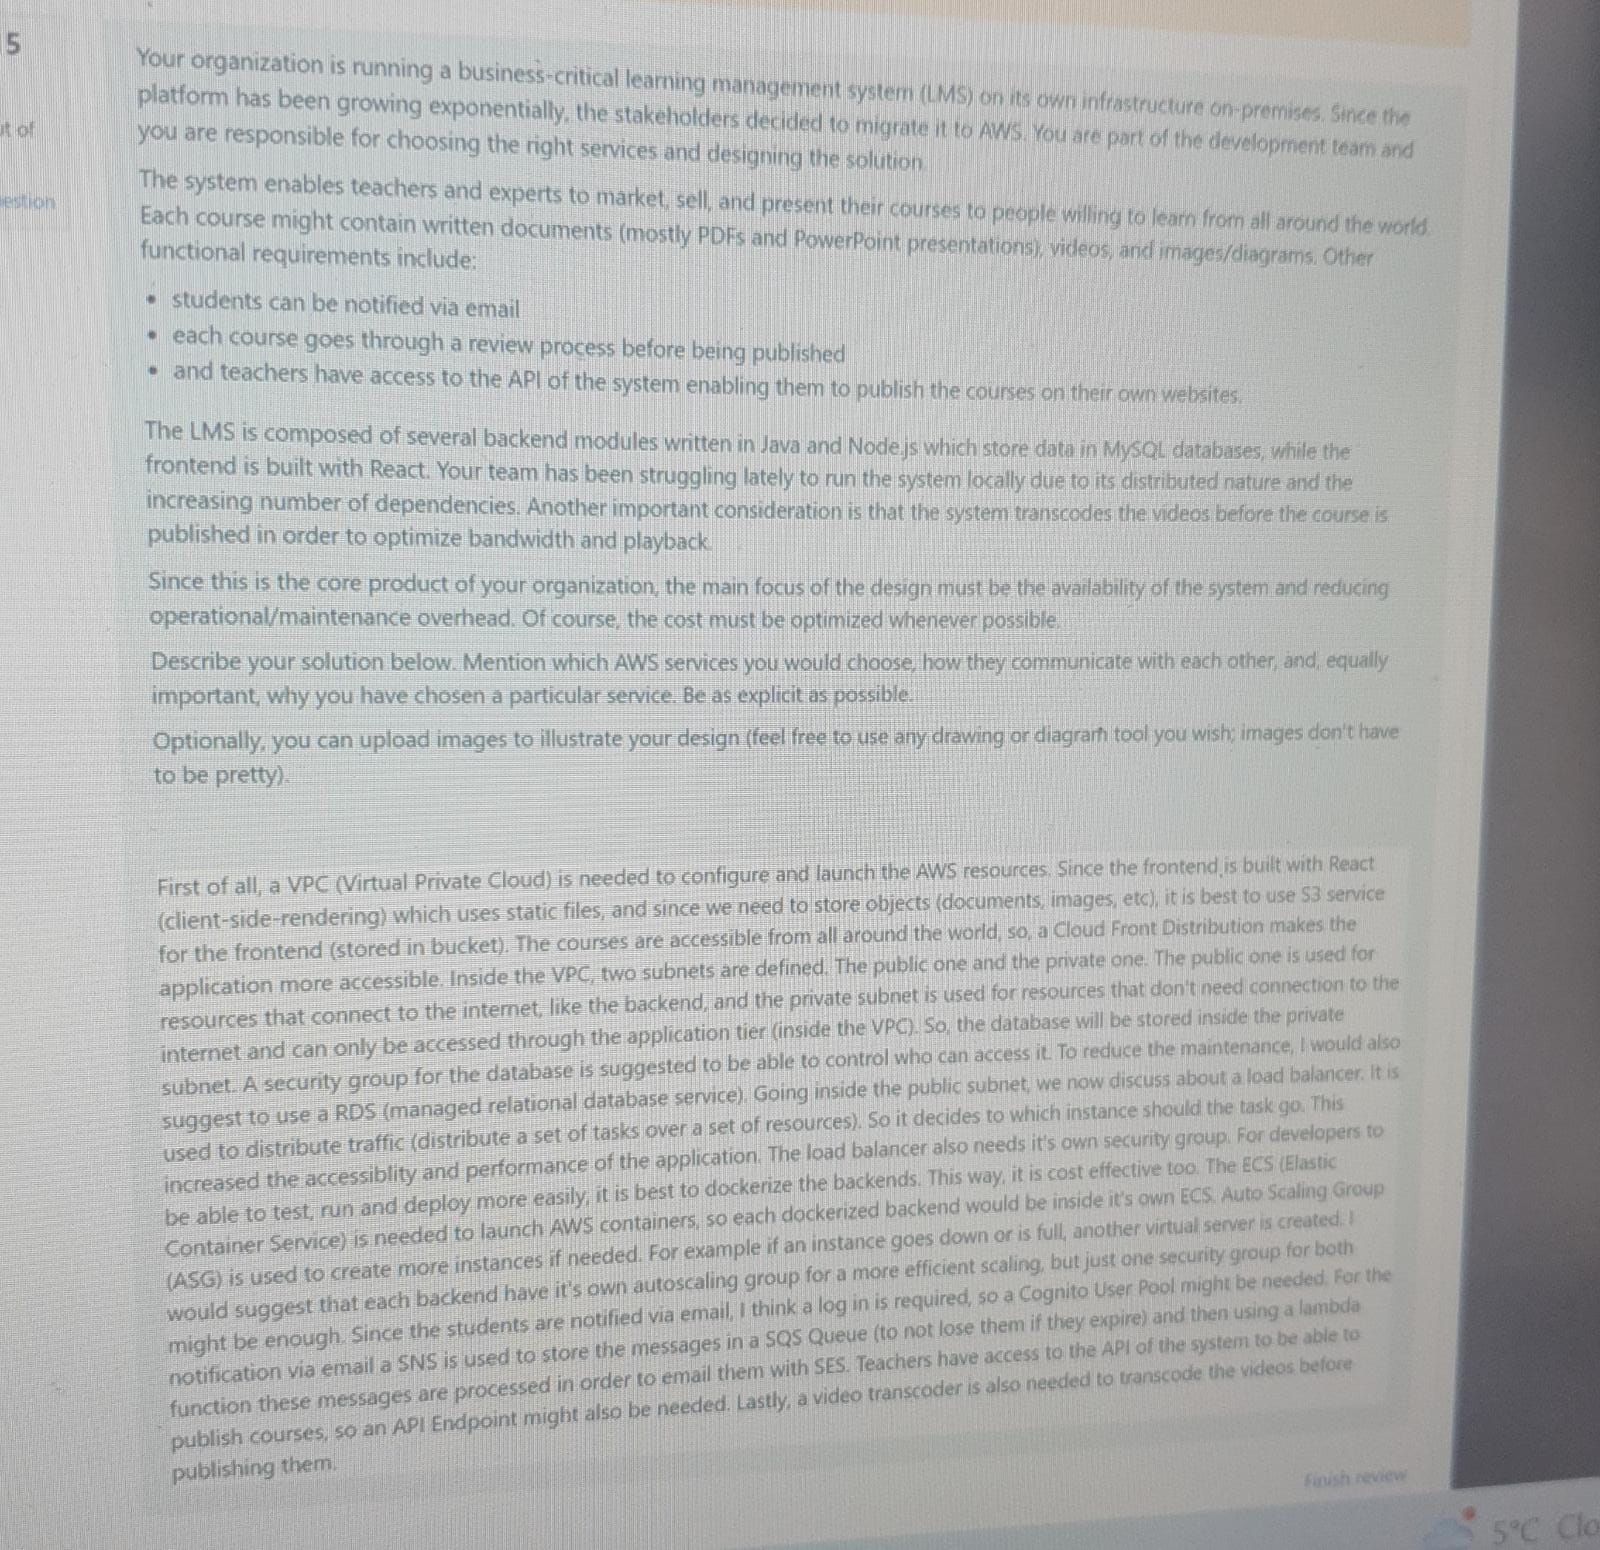 5
Your organization is running a business-critical learning management system (LMS) on its own infrastructure on-premises. Since the
platform has been growing exponentially, the stakeholders decided to migrate it to AWS. You are part of the development team and
ut of
you are responsible for choosing the right services and designing the solution.
The system enables teachers and experts to market, sell, and present their courses to people willing to learn from all around the world.
estion
Each course might contain written documents (mostly PDFs and PowerPoint presentations), videos, and images/diagrams. Other
functional requirements include:
• students can be notified via email
• each course goes through a review process before being published
• and teachers have access to the API of the system enabling them to publish the courses on their own websites.
The LMS is composed of several backend modules written in Java and Node.js which store data in MySQL databases, while the
frontend is built with React. Your team has been struggling lately to run the system locally due to its distributed nature and the
increasing number of dependencies. Another important consideration is that the system transcodes the videos before the course is
published in order to optimize bandwidth and playback.
Since this is the core product of your organization, the main focus of the design must be the availability of the system and reducing
operational/maintenance overhead. Of course, the cost must be optimized whenever possible.
Describe your solution below. Mention which AWS services you would choose, how they communicate with each other, and, equally
important, why you have chosen a particular service. Be as explicit as possible.
Optionally, you can upload images to illustrate your design (feel free to use any drawing or diagram tool you wish; images don't have
to be pretty).
First of all, a VPC (Virtual Private Cloud) is needed to configure and launch the AWS resources. Since the frontend is built with React
(client-side-rendering) which uses static files, and since we need to store objects (documents, images, etc), it is best to use S3 service
for the frontend (stored in bucket). The courses are accessible from all around the world, so, a Cloud Front Distribution makes the
application more accessible. Inside the VPC, two subnets are defined. The public one and the private one. The public one is used for
resources that connect to the internet, like the backend, and the private subnet is used for resources that don't need connection to the
internet and can only be accessed through the application tier (inside the VPC). So, the database will be stored inside the private
subnet. A security group for the database is suggested to be able to control who can access it. To reduce the maintenance, I would also
suggest to use a RDS (managed relational database service). Going inside the public subnet, we now discuss about a load balancer. It is
used to distribute traffic (distribute a set of tasks over a set of resources). So it decides to which instance should the task go. This
increased the accessiblity and performance of the application. The load balancer also needs it's own security group. For developers to
be able to test, run and deploy more easily, it is best to dockerize the backends. This way, it is cost effective too. The ECS (Elastic
Container Service) is needed to launch AWS containers, so each dockerized backend would be inside it's own ECS. Auto Scaling Group
(ASG) is used to create more instances if needed. For example if an instance goes down or is full, another virtual server is created. I
would suggest that each backend have it's own autoscaling group for a more efficient scaling, but just one security group for both
might be enough. Since the students are notified via email, I think a log in is required, so a Cognito User Pool might be needed. For the
notification via email a SNS is used to store the messages in a SQS Queue (to not lose them if they expire) and then using a lambda
function these messages are processed in order to email them with SES. Teachers have access to the API of the system to be able to
publish courses, so an API Endpoint might also be needed. Lastly, a video transcoder is also needed to transcode the videos before
publishing them.
Finish review
5°C Clo